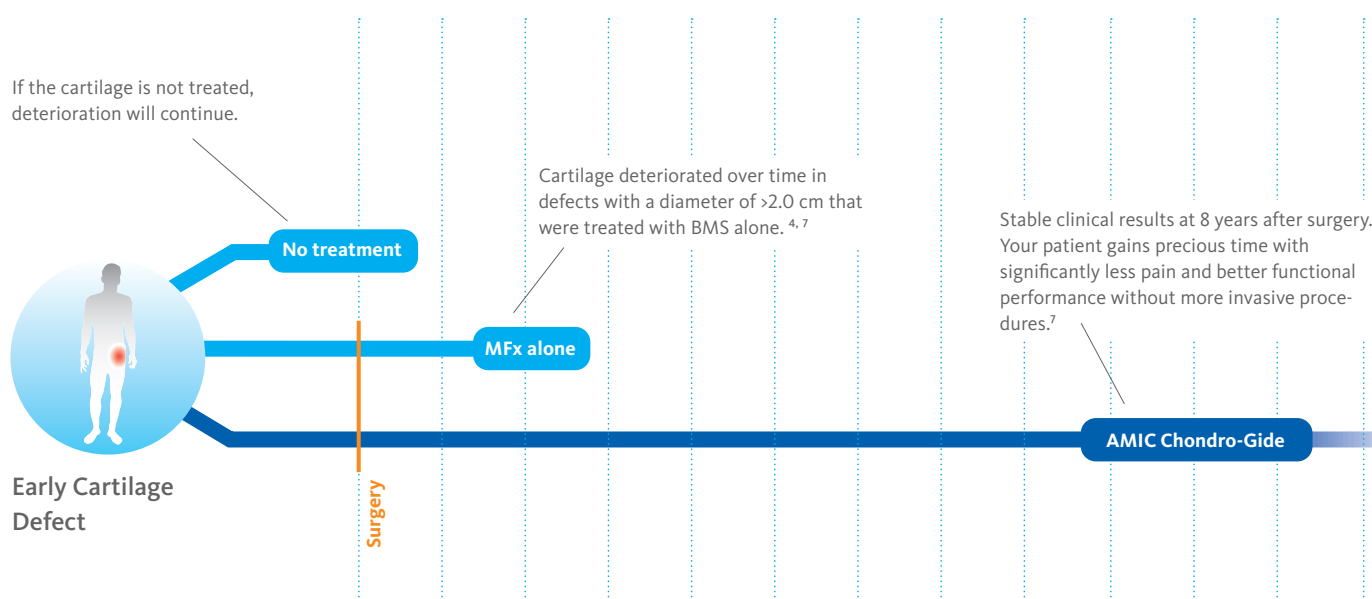 If the cartilage is not treated,
deterioration will continue.
Cartilage deteriorated over time in
defects with a diameter of >2.0 cm that
were treated with BMS alone. 4, 7
Stable clinical results at 8 years after surgery.
Your patient gains precious time with
significantly less pain and better functional
performance without more invasive proce-
dures.7
No treatment
MFx alone
AMIC Chondro-Gide
Early Cartilage
Defect
Surgery